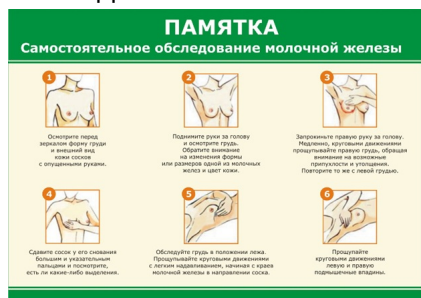 ПАМЯТКА
Самостоятельное обследование молочной железы
1
Осмотрите перед
зеркалом форму груди
и внешний вид
кожи сосков
с опущенными руками.
2
Поднимите руки за голову
и осмотрите грудь.
Обратите внимание
на изменения формы
или размеров одной из молочных
желез и цвет кожи.
3
Запрокиньте правую руку за голову.
Медленно, круговыми движениями
прощупывайте правую грудь, обращая
внимание на возможные
припухлости и утолщения.
Повторите то же с левой грудью.
4
Сдавите сосок у его снования
большим и указательным
пальцами и посмотрите,
есть ли какие-либо выделения.
5
Обследуйте грудь в положении лежа.
Прощупывайте круговыми движениями
с легким надавливанием, начиная с краев
молочной железы в направлении соска.
6
Прощупайте
круговыми движениями
левую и правую
подмышечные впадины.